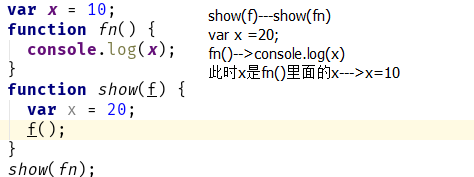 var x = 10;
function fn() {
console.log(x);
}
function show(f) {
var x = 20;
f();
}
show(fn);
show(f)---show(fn)
var x =20;
fn()-->console.log(x)
此时x是fn()里面的x--->x=10